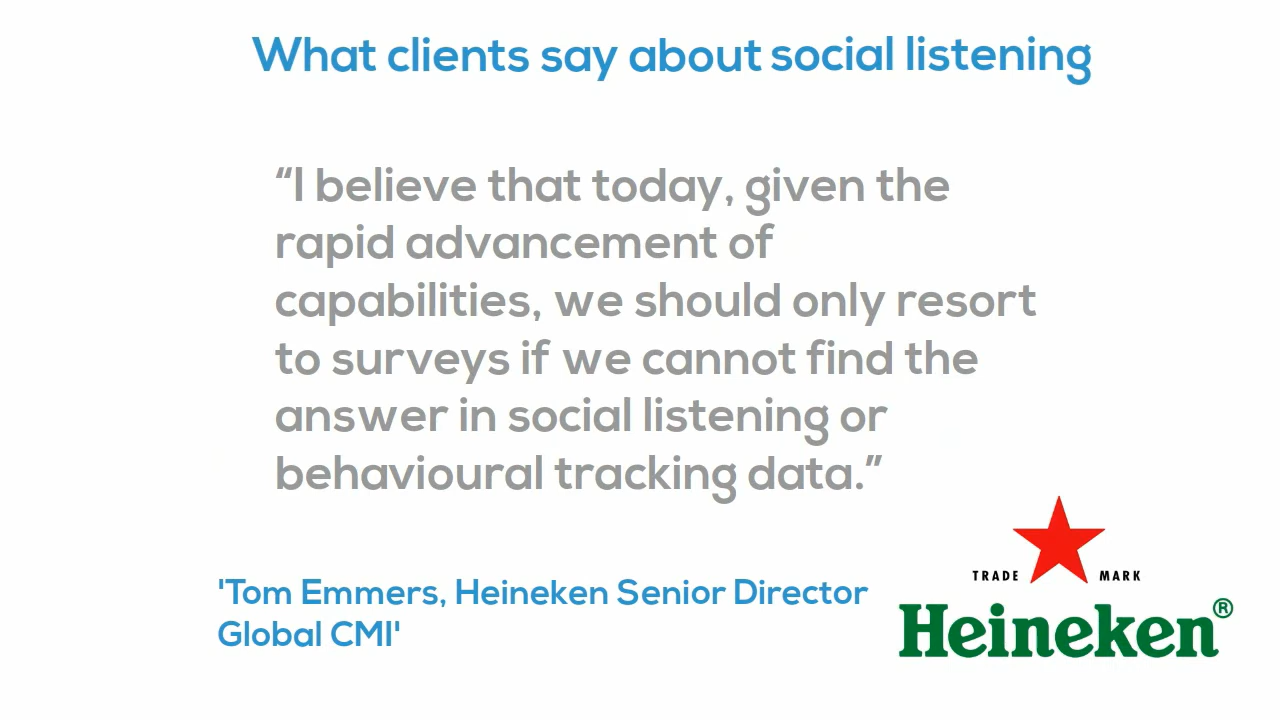 What clients say about social listening
“I believe that today, given the
rapid advancement of
capabilities, we should only resort
to surveys if we cannot find the
answer in social listening or
behavioural tracking data.”
'Tom Emmers, Heineken Senior Director
Global CMI'
TRADE MARK
Heineken®